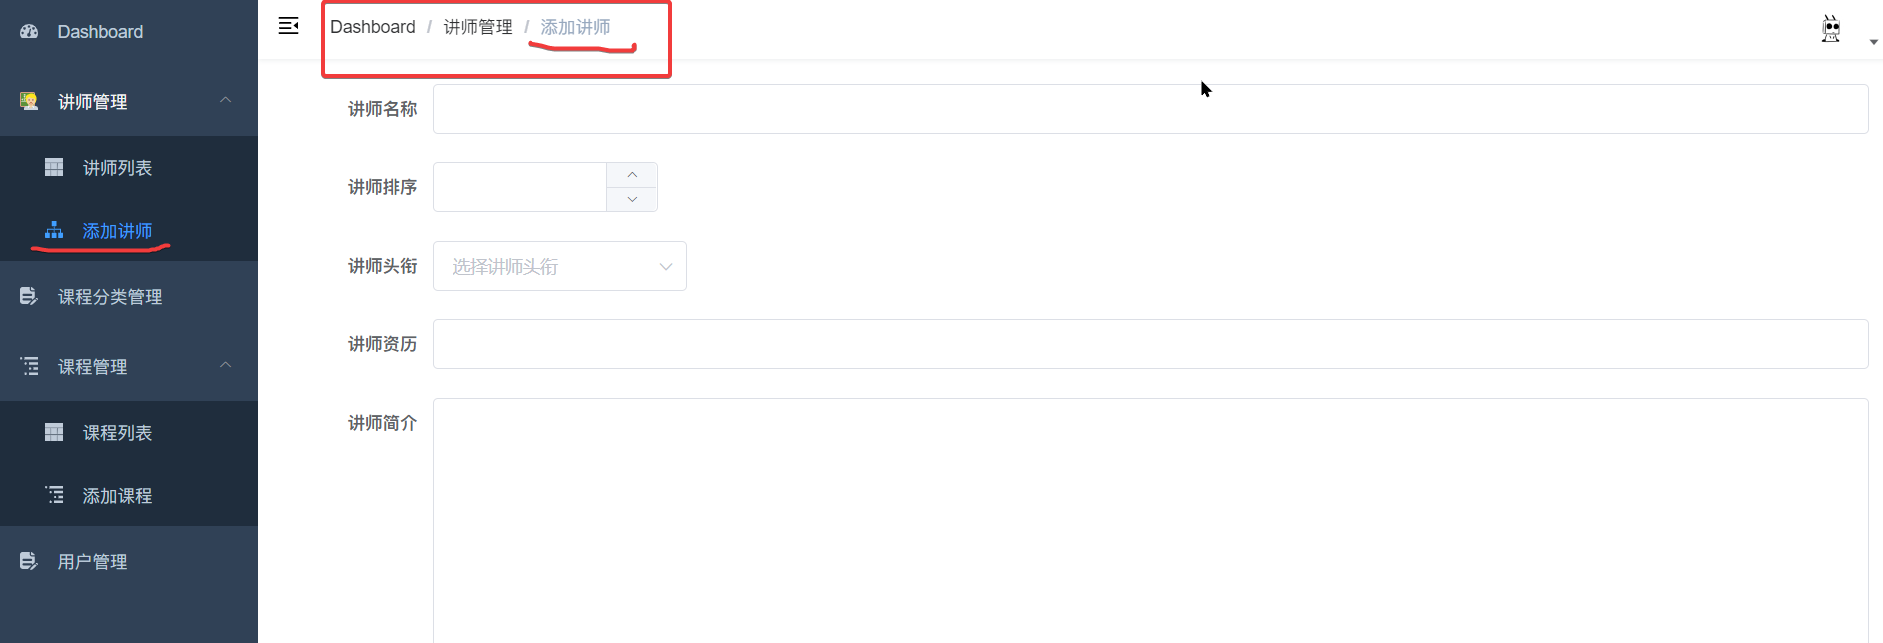 Dashboard
讲师管理
讲师列表
添加讲师
课程分类管理
课程管理
课程列表
添加课程
用户管理
Dashboard / 讲师管理 / 添加讲师
讲师名称
讲师排序
讲师头衔 选择讲师头衔
讲师资历
讲师简介